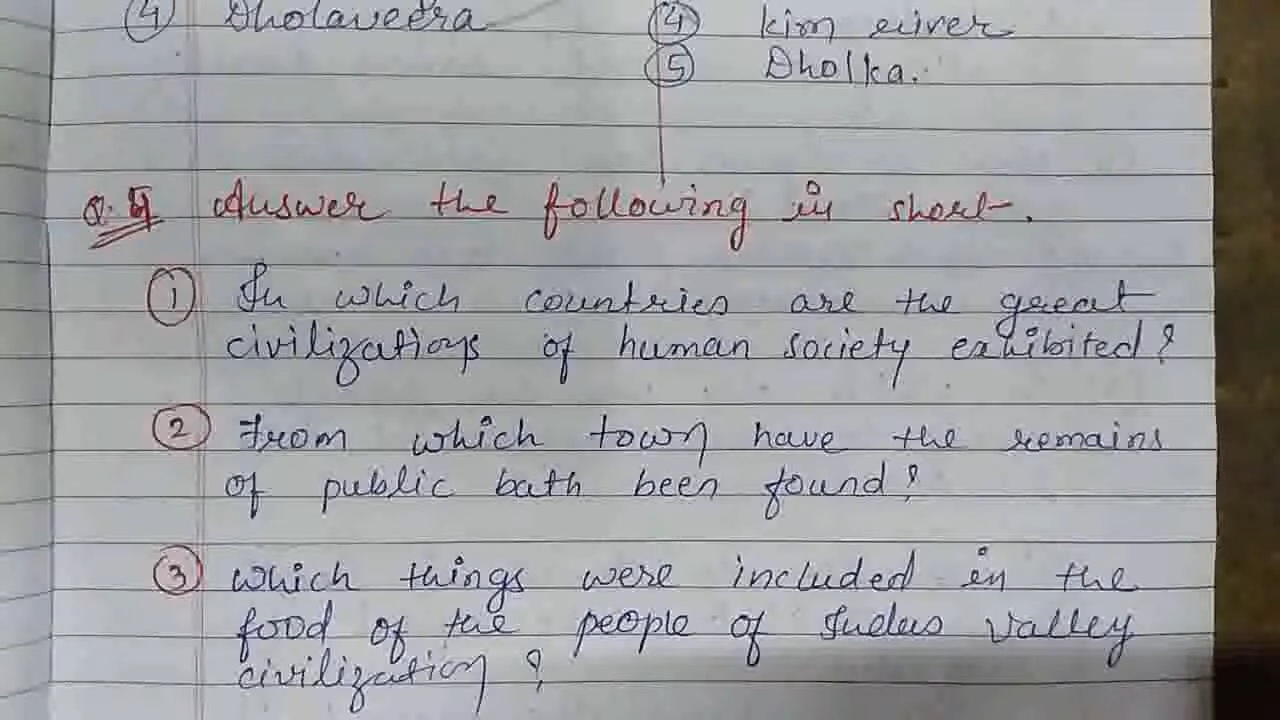 ④ Dholaveera ④ kim river
⑤ Dholka.
Q.4 Answer the following in short.
① In which countries are the great
civilizations of human society exhibited?
② From which town have the remains
of public bath been found?
③ which things were included in the
food of the people of Indus valley
civilization?